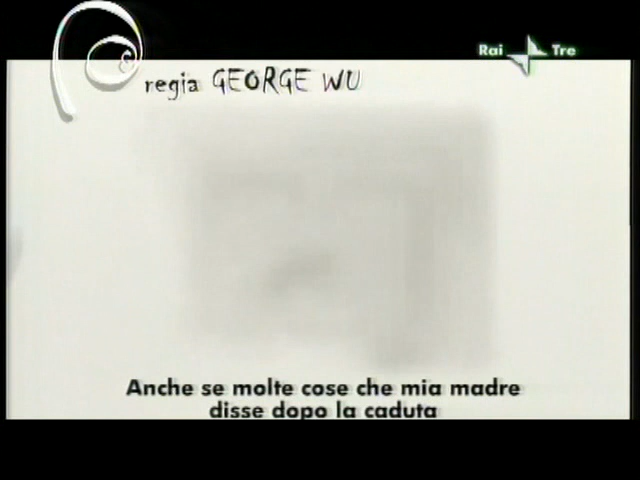 Rai Tre
regia GEORGE WU
Anche se molte cose che mia madre
disse dopo la caduta